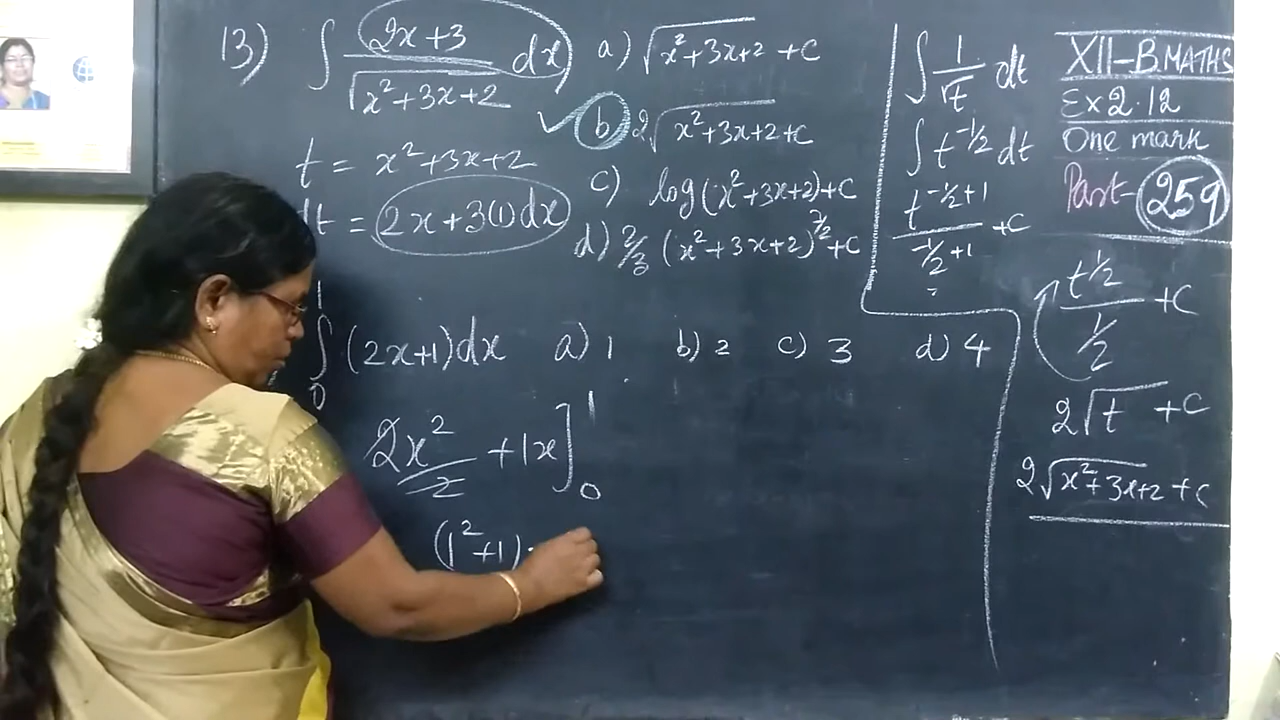 13) ∫ 2x+3 / √x²+3x+2 dx
a) √x²+3x+2 + C
b) 2√x²+3x+2 + C
c) log(x²+3x+2)+C
d) 2/3 (x²+3x+2)^3/2 + C
t = x²+3x+2
dt = 2x+3(1)dx
∫₀¹ (2x+1)dx a) 1 b) 2 c) 3 d) 4
2x²/2 + 1x]₀¹
(1²+1)-
∫ 1/√t dt
∫ t^-1/2 dt
t^-1/2+1 / -1/2+1 + C
XII-B.MATHS
Ex 2.12
One mark
Part-259
t^1/2 / 1/2 + C
2√t + C
2√x²+3x+2 + C